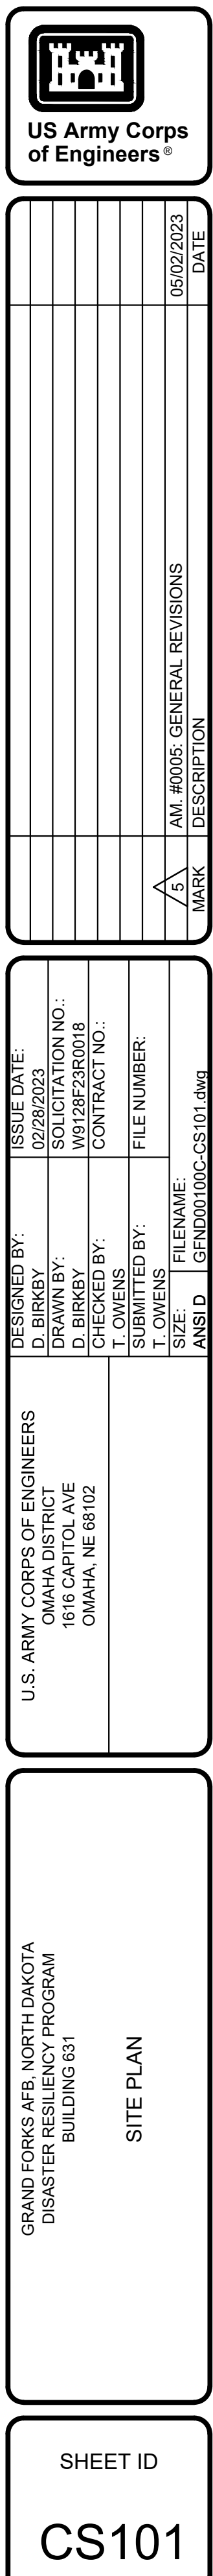 US Army Corps
of Engineers ®
05/02/2023
DATE
AM. #0005: GENERAL REVISIONS
DESCRIPTION
5
MARK
DESIGNED BY:
D. BIRKBY
DRAWN BY:
D. BIRKBY
CHECKED BY:
T. OWENS
SUBMITTED BY:
T. OWENS
SIZE:
ANSI D
ISSUE DATE:
02/28/2023
SOLICITATION NO.:
W9128F23R0018
CONTRACT NO.:
FILE NUMBER:
FILENAME:
GFND00100C-CS101.dwg
U.S. ARMY CORPS OF ENGINEERS
OMAHA DISTRICT
1616 CAPITOL AVE
OMAHA, NE 68102
GRAND FORKS AFB, NORTH DAKOTA
DISASTER RESILIENCY PROGRAM
BUILDING 631
SITE PLAN
SHEET ID
CS101